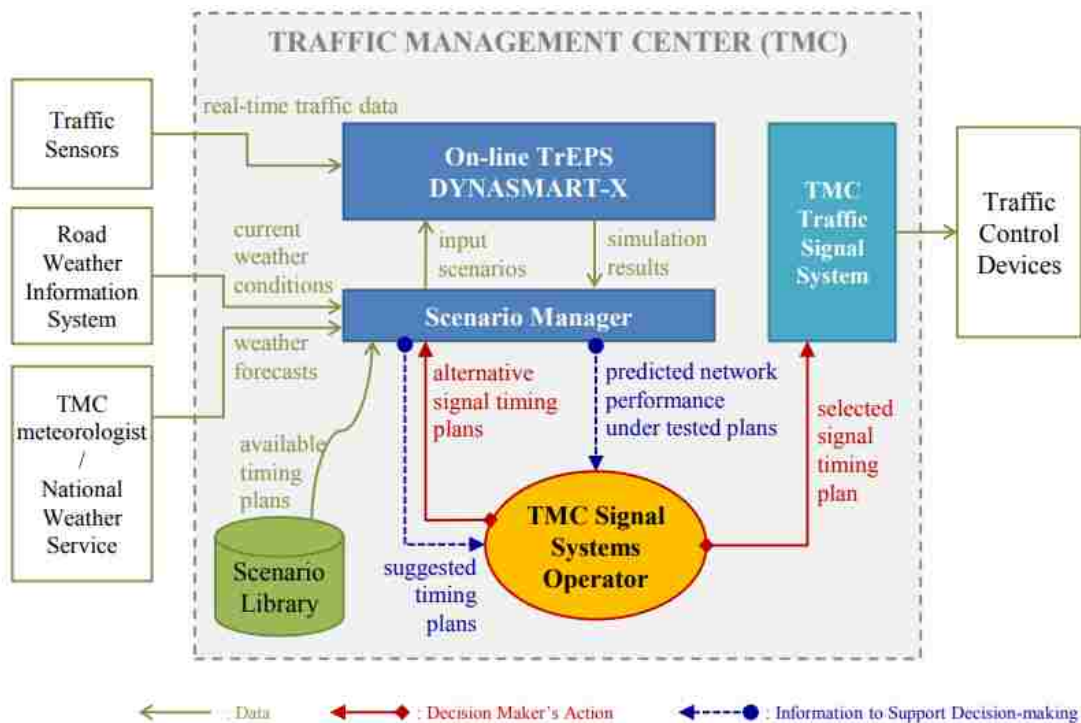 TRAFFIC MANAGEMENT CENTER (TMC)
Traffic
Sensors
real-time traffic data
On-line TrEPS
DYNASMART-X
TMC
Traffic
Signal
System
Traffic
Control
Devices
Road
Weather
Information
System
current
weather
conditions
input
scenarios
simulation
results
Scenario Manager
weather
forecasts
TMC
meteorologist
/
National
Weather
Service
available
timing
plans
alternative
signal timing
plans
predicted network
performance
under tested plans
selected
signal
timing
plan
Scenario
Library
suggested
timing
plans
TMC Signal
Systems
Operator
: Data
: Decision Maker's Action
: Information to Support Decision-making